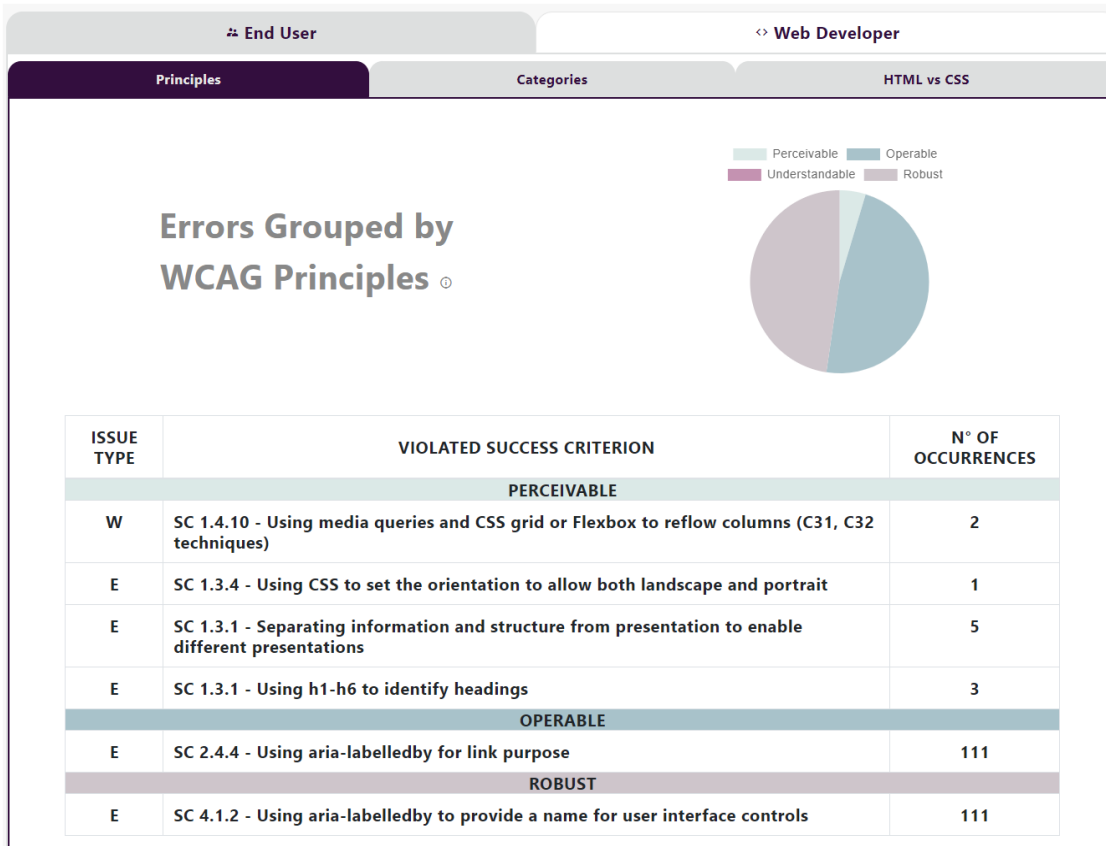 End User
Web Developer
Principles
Categories
HTML vs CSS
Perceivable
Operable
Understandable
Robust
Errors Grouped by
WCAG Principles
ISSUE
TYPE
VIOLATED SUCCESS CRITERION
N° OF
OCCURRENCES
PERCEIVABLE
W
SC 1.4.10 - Using media queries and CSS grid or Flexbox to reflow columns (C31, C32
techniques)
2
E
SC 1.3.4 - Using CSS to set the orientation to allow both landscape and portrait
1
E
SC 1.3.1 - Separating information and structure from presentation to enable
different presentations
5
E
SC 1.3.1 - Using h1-h6 to identify headings
3
OPERABLE
E
SC 2.4.4 - Using aria-labelledby for link purpose
111
ROBUST
E
SC 4.1.2 - Using aria-labelledby to provide a name for user interface controls
111